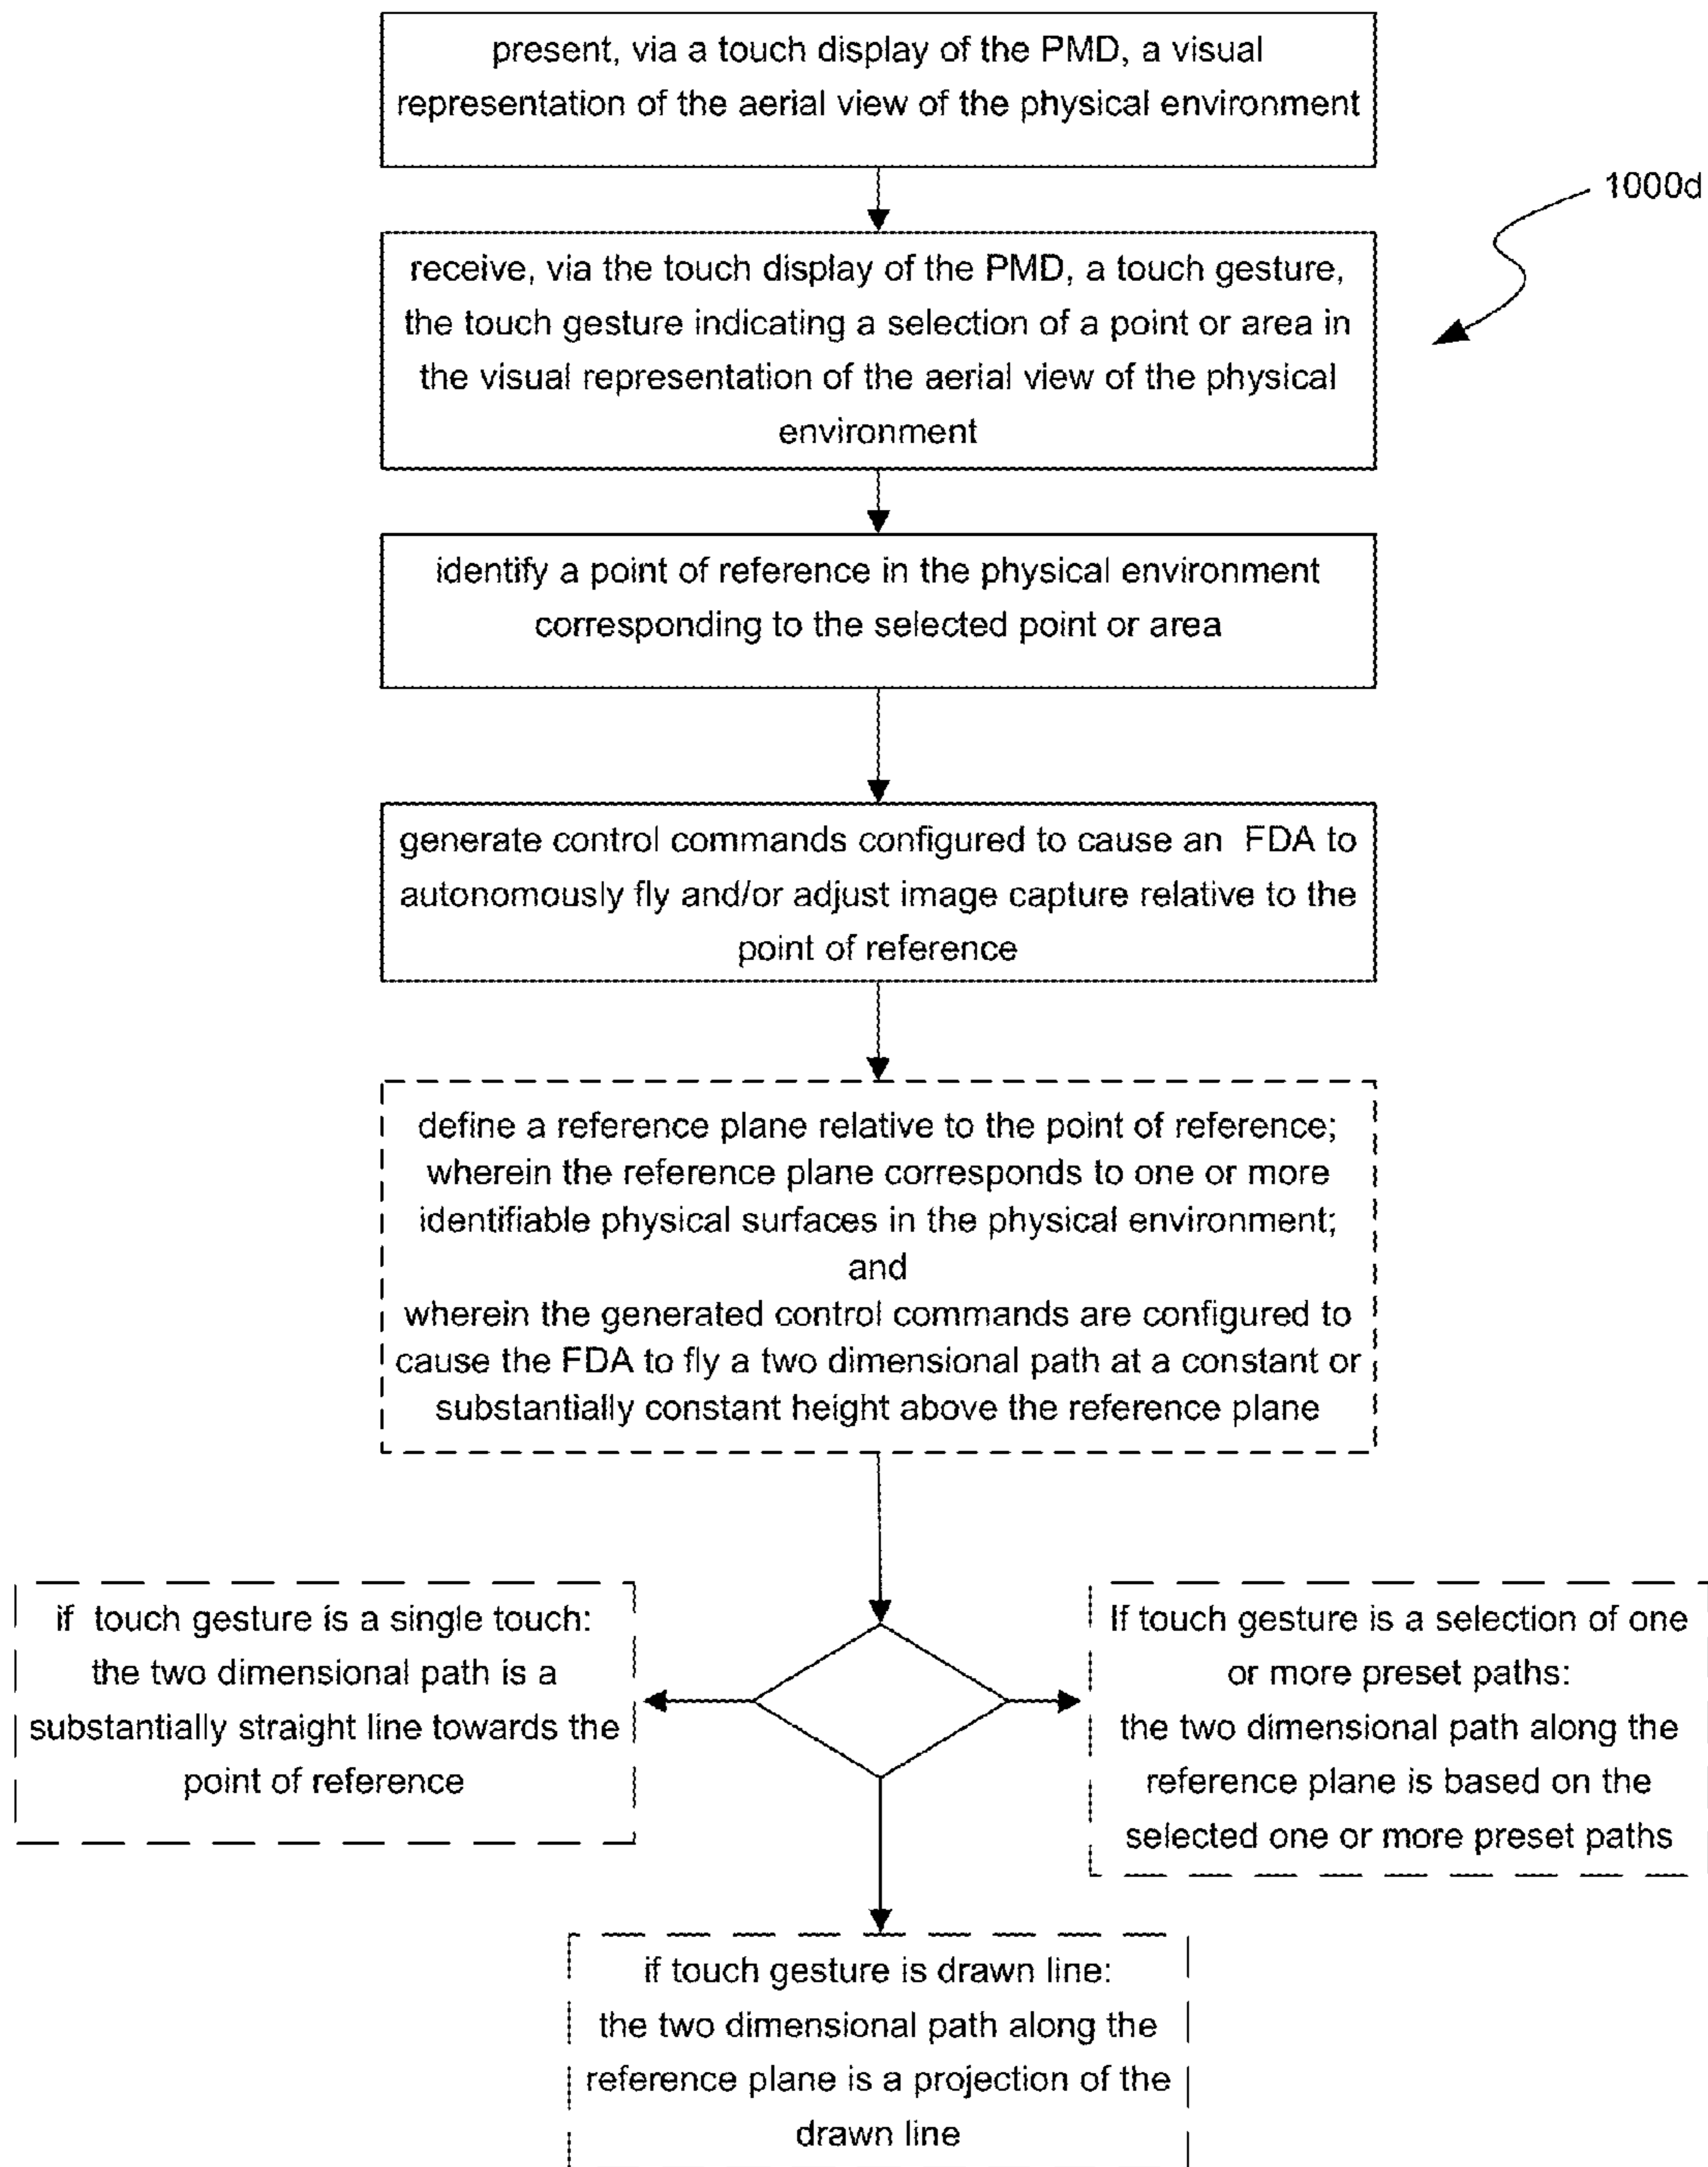 present, via a touch display of the PMD, a visual
representation of the aerial view of the physical environment
1000d
receive, via the touch display of the PMD, a touch gesture,
the touch gesture indicating a selection of a point or area in
the visual representation of the aerial view of the physical
environment
identify a point of reference in the physical environment
corresponding to the selected point or area
generate control commands configured to cause an FDA to
autonomously fly and/or adjust image capture relative to the
point of reference
define a reference plane relative to the point of reference;
wherein the reference plane corresponds to one or more
identifiable physical surfaces in the physical environment;
and
wherein the generated control commands are configured to
cause the FDA to fly a two dimensional path at a constant or
substantially constant height above the reference plane
if touch gesture is a single touch:
the two dimensional path is a
substantially straight line towards the
point of reference
If touch gesture is a selection of one
or more preset paths:
the two dimensional path along the
reference plane is based on the
selected one or more preset paths
if touch gesture is drawn line:
the two dimensional path along the
reference plane is a projection of the
drawn line